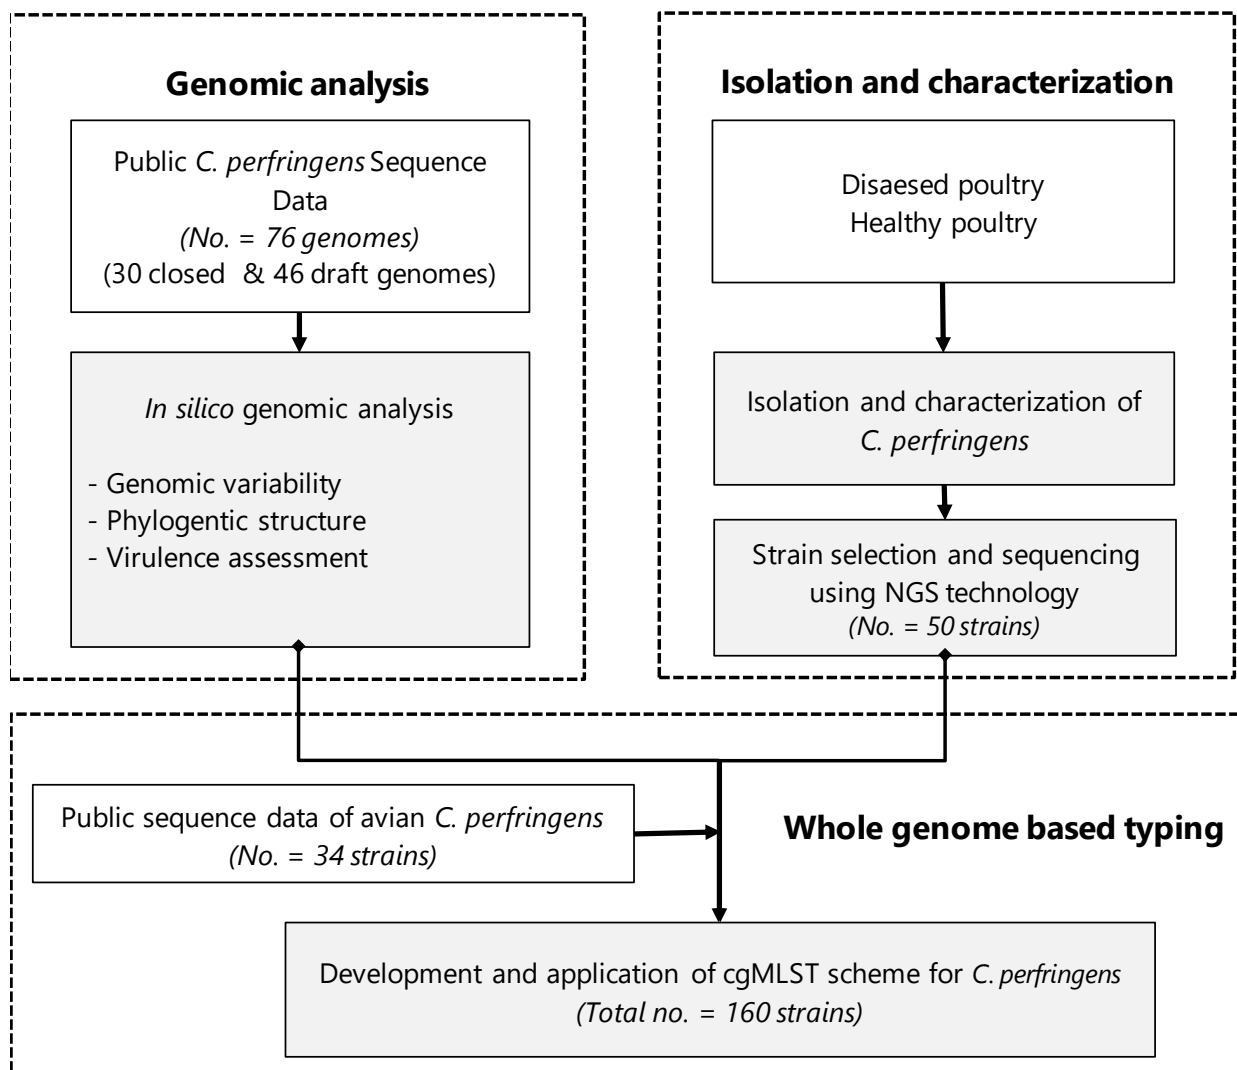 Genomic analysis
Public C. perfringens Sequence
Data
(No. = 76 genomes)
(30 closed & 46 draft genomes)
In silico genomic analysis
- Genomic variability
- Phylogentic structure
- Virulence assessment
Isolation and characterization
Disaesed poultry
Healthy poultry
Isolation and characterization of
C. perfringens
Strain selection and sequencing
using NGS technology
(No. = 50 strains)
Public sequence data of avian C. perfringens
(No. = 34 strains)
Whole genome based typing
Development and application of cgMLST scheme for C. perfringens
(Total no. = 160 strains)